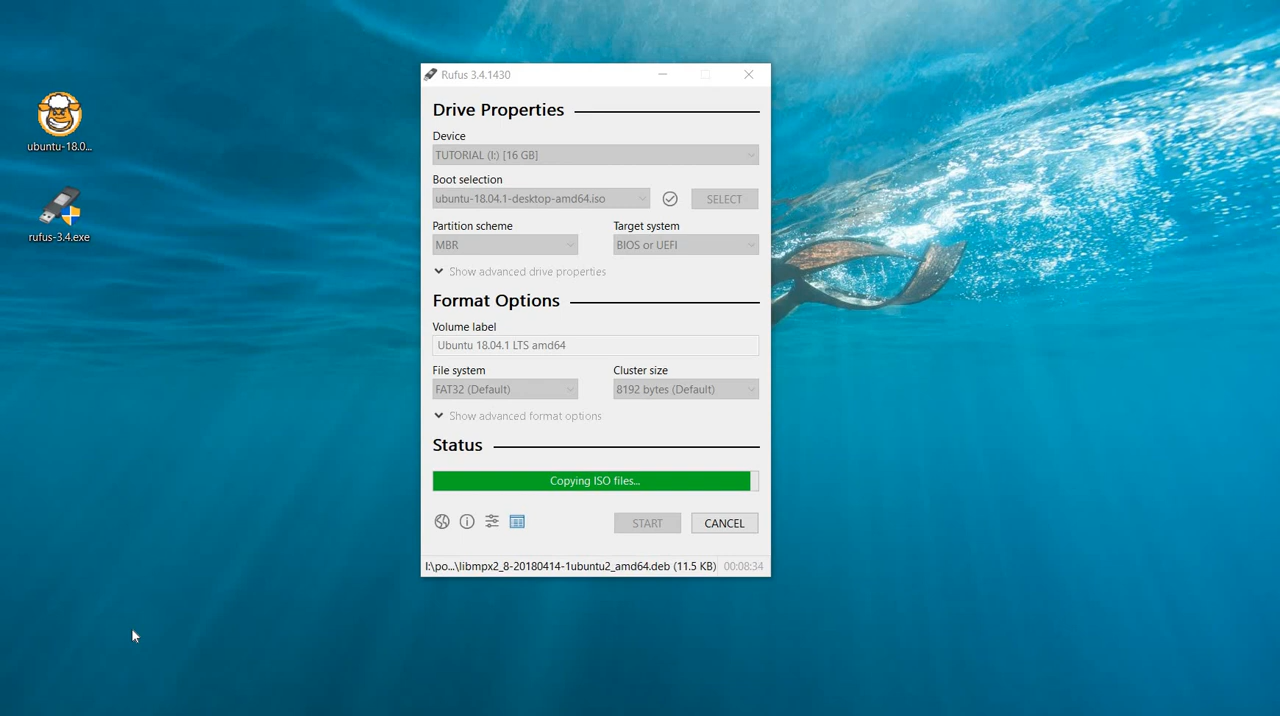 ubuntu-18.0...
rufus-3.4.exe
Rufus 3.4.1430
Drive Properties
Device
TUTORIAL (I:) [16 GB]
Boot selection
ubuntu-18.04.1-desktop-amd64.iso
SELECT
Partition scheme
Target system
MBR
BIOS or UEFI
Show advanced drive properties
Format Options
Volume label
Ubuntu 18.04.1 LTS amd64
File system
Cluster size
FAT32 (Default)
8192 bytes (Default)
Show advanced format options
Status
Copying ISO files...
START
CANCEL
I:\po...\libmpx2_8-20180414-1ubuntu2_amd64.deb (11.5 KB)
00:08:34